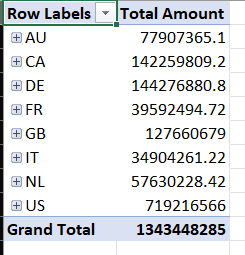 Row Labels Total Amount
AU 77907365.1
CA 142259809.2
DE 144276880.8
FR 39592494.72
GB 127660679
IT 34904261.22
NL 57630228.42
US 719216566
Grand Total 1343448285